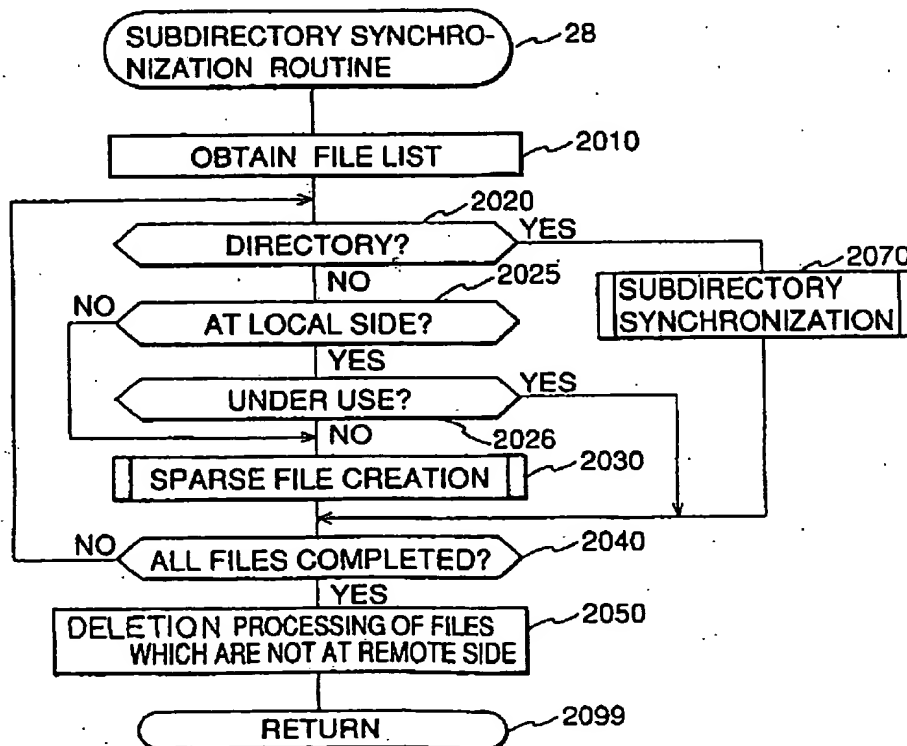 SUBDIRECTORY SYNCHRO-
NIZATION ROUTINE
28
OBTAIN FILE LIST
2010
2020
DIRECTORY?
YES
NO
2070
SUBDIRECTORY
SYNCHRONIZATION
2025
NO
AT LOCAL SIDE?
YES
UNDER USE?
YES
2026
NO
SPARSE FILE CREATION
2030
NO
ALL FILES COMPLETED?
2040
YES
DELETION PROCESSING OF FILES
WHICH ARE NOT AT REMOTE SIDE
2050
RETURN
2099